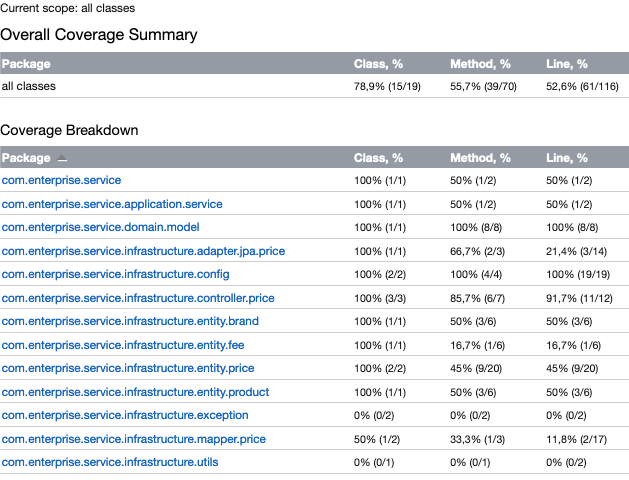 Current scope: all classes
Overall Coverage Summary
Package Class, % Method, % Line, %
all classes 78,9% (15/19) 55,7% (39/70) 52,6% (61/116)
Coverage Breakdown
Package Class, % Method, % Line, %
com.enterprise.service 100% (1/1) 50% (1/2) 50% (1/2)
com.enterprise.service.application.service 100% (1/1) 50% (1/2) 50% (1/2)
com.enterprise.service.domain.model 100% (1/1) 100% (8/8) 100% (8/8)
com.enterprise.service.infrastructure.adapter.jpa.price 100% (1/1) 66,7% (2/3) 21,4% (3/14)
com.enterprise.service.infrastructure.config 100% (2/2) 100% (4/4) 100% (19/19)
com.enterprise.service.infrastructure.controller.price 100% (3/3) 85,7% (6/7) 91,7% (11/12)
com.enterprise.service.infrastructure.entity.brand 100% (1/1) 50% (3/6) 50% (3/6)
com.enterprise.service.infrastructure.entity.fee 100% (1/1) 16,7% (1/6) 16,7% (1/6)
com.enterprise.service.infrastructure.entity.price 100% (2/2) 45% (9/20) 45% (9/20)
com.enterprise.service.infrastructure.entity.product 100% (1/1) 50% (3/6) 50% (3/6)
com.enterprise.service.infrastructure.exception 0% (0/2) 0% (0/2) 0% (0/2)
com.enterprise.service.infrastructure.mapper.price 50% (1/2) 33,3% (1/3) 11,8% (2/17)
com.enterprise.service.infrastructure.utils 0% (0/1) 0% (0/1) 0% (0/2)